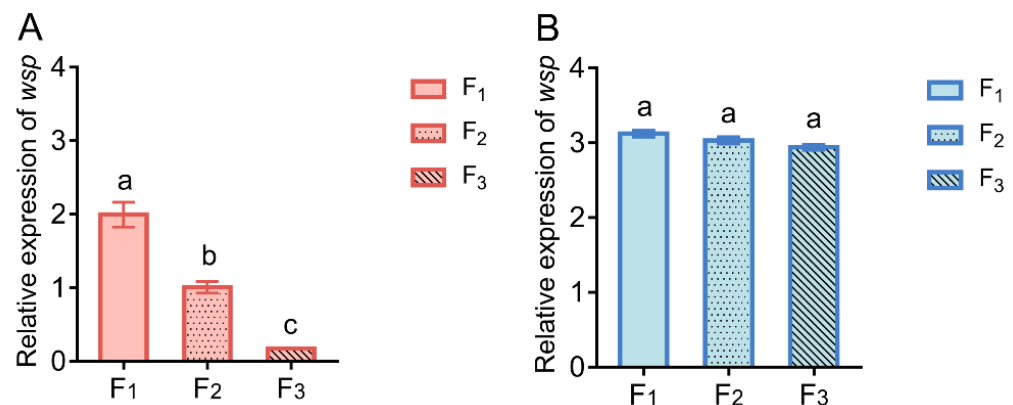 A
Relative expression of wsp
4
3
2
1
0
a
b
c
F1
F2
F3
F1
F2
F3
B
Relative expression of wsp
4
3
2
1
0
a
a
a
F1
F2
F3
F1
F2
F3